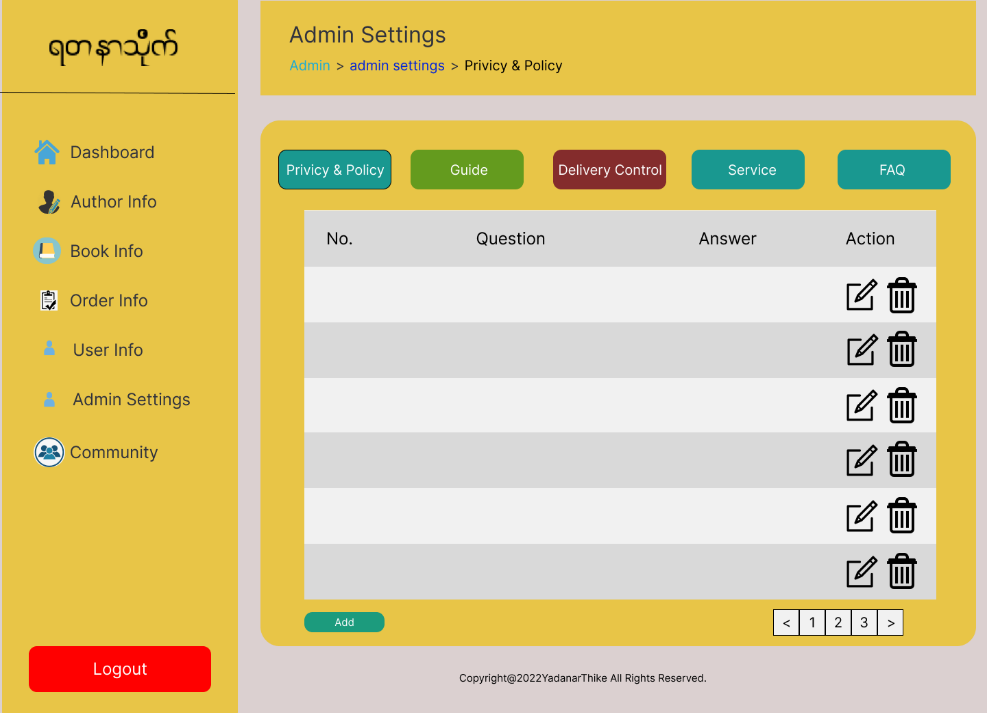 ရတနာသိုက်
Admin Settings
Admin > admin settings > Privicy & Policy
Dashboard
Author Info
Book Info
Order Info
User Info
Admin Settings
Community
Logout
Privicy & Policy
Guide
Delivery Control
Service
FAQ
No. Question Answer Action
Add
< 1 2 3 >
Copyright@2022YadanarThike All Rights Reserved.